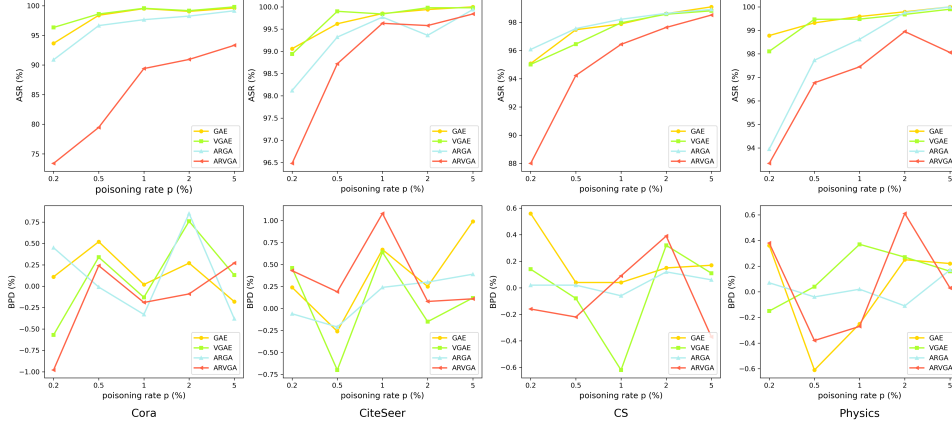 100
95
90
85
80
75
ASR (%)
GAE
VGAE
ARGA
ARVGA
0.2 0.5 1 2 5
poisoning rate p (%)
100.0
99.5
99.0
98.5
98.0
97.5
97.0
96.5
ASR (%)
GAE
VGAE
ARGA
ARVGA
0.2 0.5 1 2 5
poisoning rate p (%)
98
96
94
92
90
88
ASR (%)
GAE
VGAE
ARGA
ARVGA
0.2 0.5 1 2 5
poisoning rate p (%)
100
99
98
97
96
95
94
ASR (%)
GAE
VGAE
ARGA
ARVGA
0.2 0.5 1 2 5
poisoning rate p (%)
0.75
0.50
0.25
0.00
−0.25
−0.50
−0.75
−1.00
BPD (%)
GAE
VGAE
ARGA
ARVGA
0.2 0.5 1 2 5
poisoning rate p (%)
Cora
1.00
0.75
0.50
0.25
0.00
−0.25
−0.50
−0.75
BPD (%)
GAE
VGAE
ARGA
ARVGA
0.2 0.5 1 2 5
poisoning rate p (%)
CiteSeer
0.6
0.4
0.2
0.0
−0.2
−0.4
−0.6
BPD (%)
GAE
VGAE
ARGA
ARVGA
0.2 0.5 1 2 5
poisoning rate p (%)
CS
0.6
0.4
0.2
0.0
−0.2
−0.4
−0.6
BPD (%)
GAE
VGAE
ARGA
ARVGA
0.2 0.5 1 2 5
poisoning rate p (%)
Physics